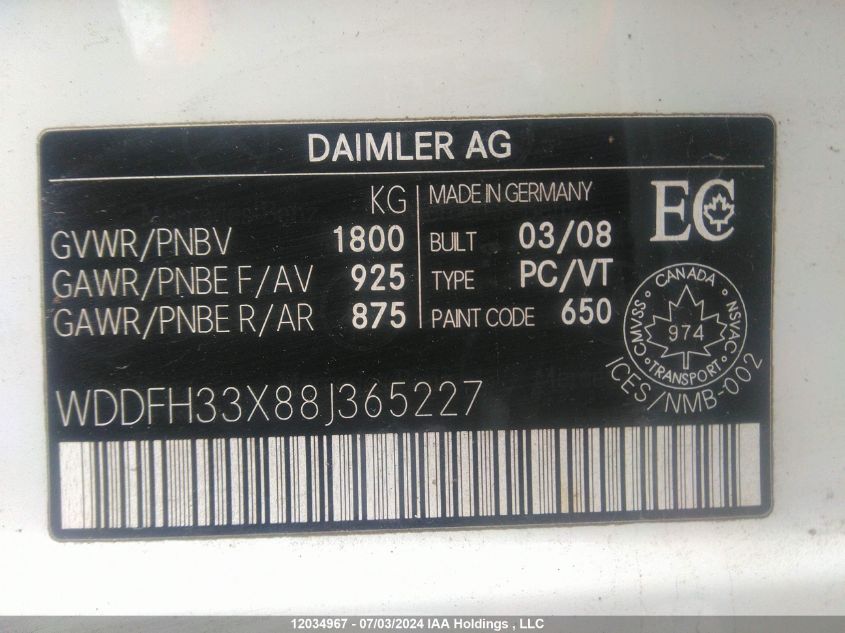 DAIMLER AG
KG
GVWR/PNBV 1800
GAWR/PNBE F/AV 925
GAWR/PNBE R/AR 875
MADE IN GERMANY
BUILT 03/08
TYPE PC/VT
PAINT CODE 650
EC
CANADA
CMVSS 974 NSVAC
TRANSPORT
ICES/NMB-002
WDDFH33X88J365227
12034967 - 07/03/2024 IAA Holdings , LLC